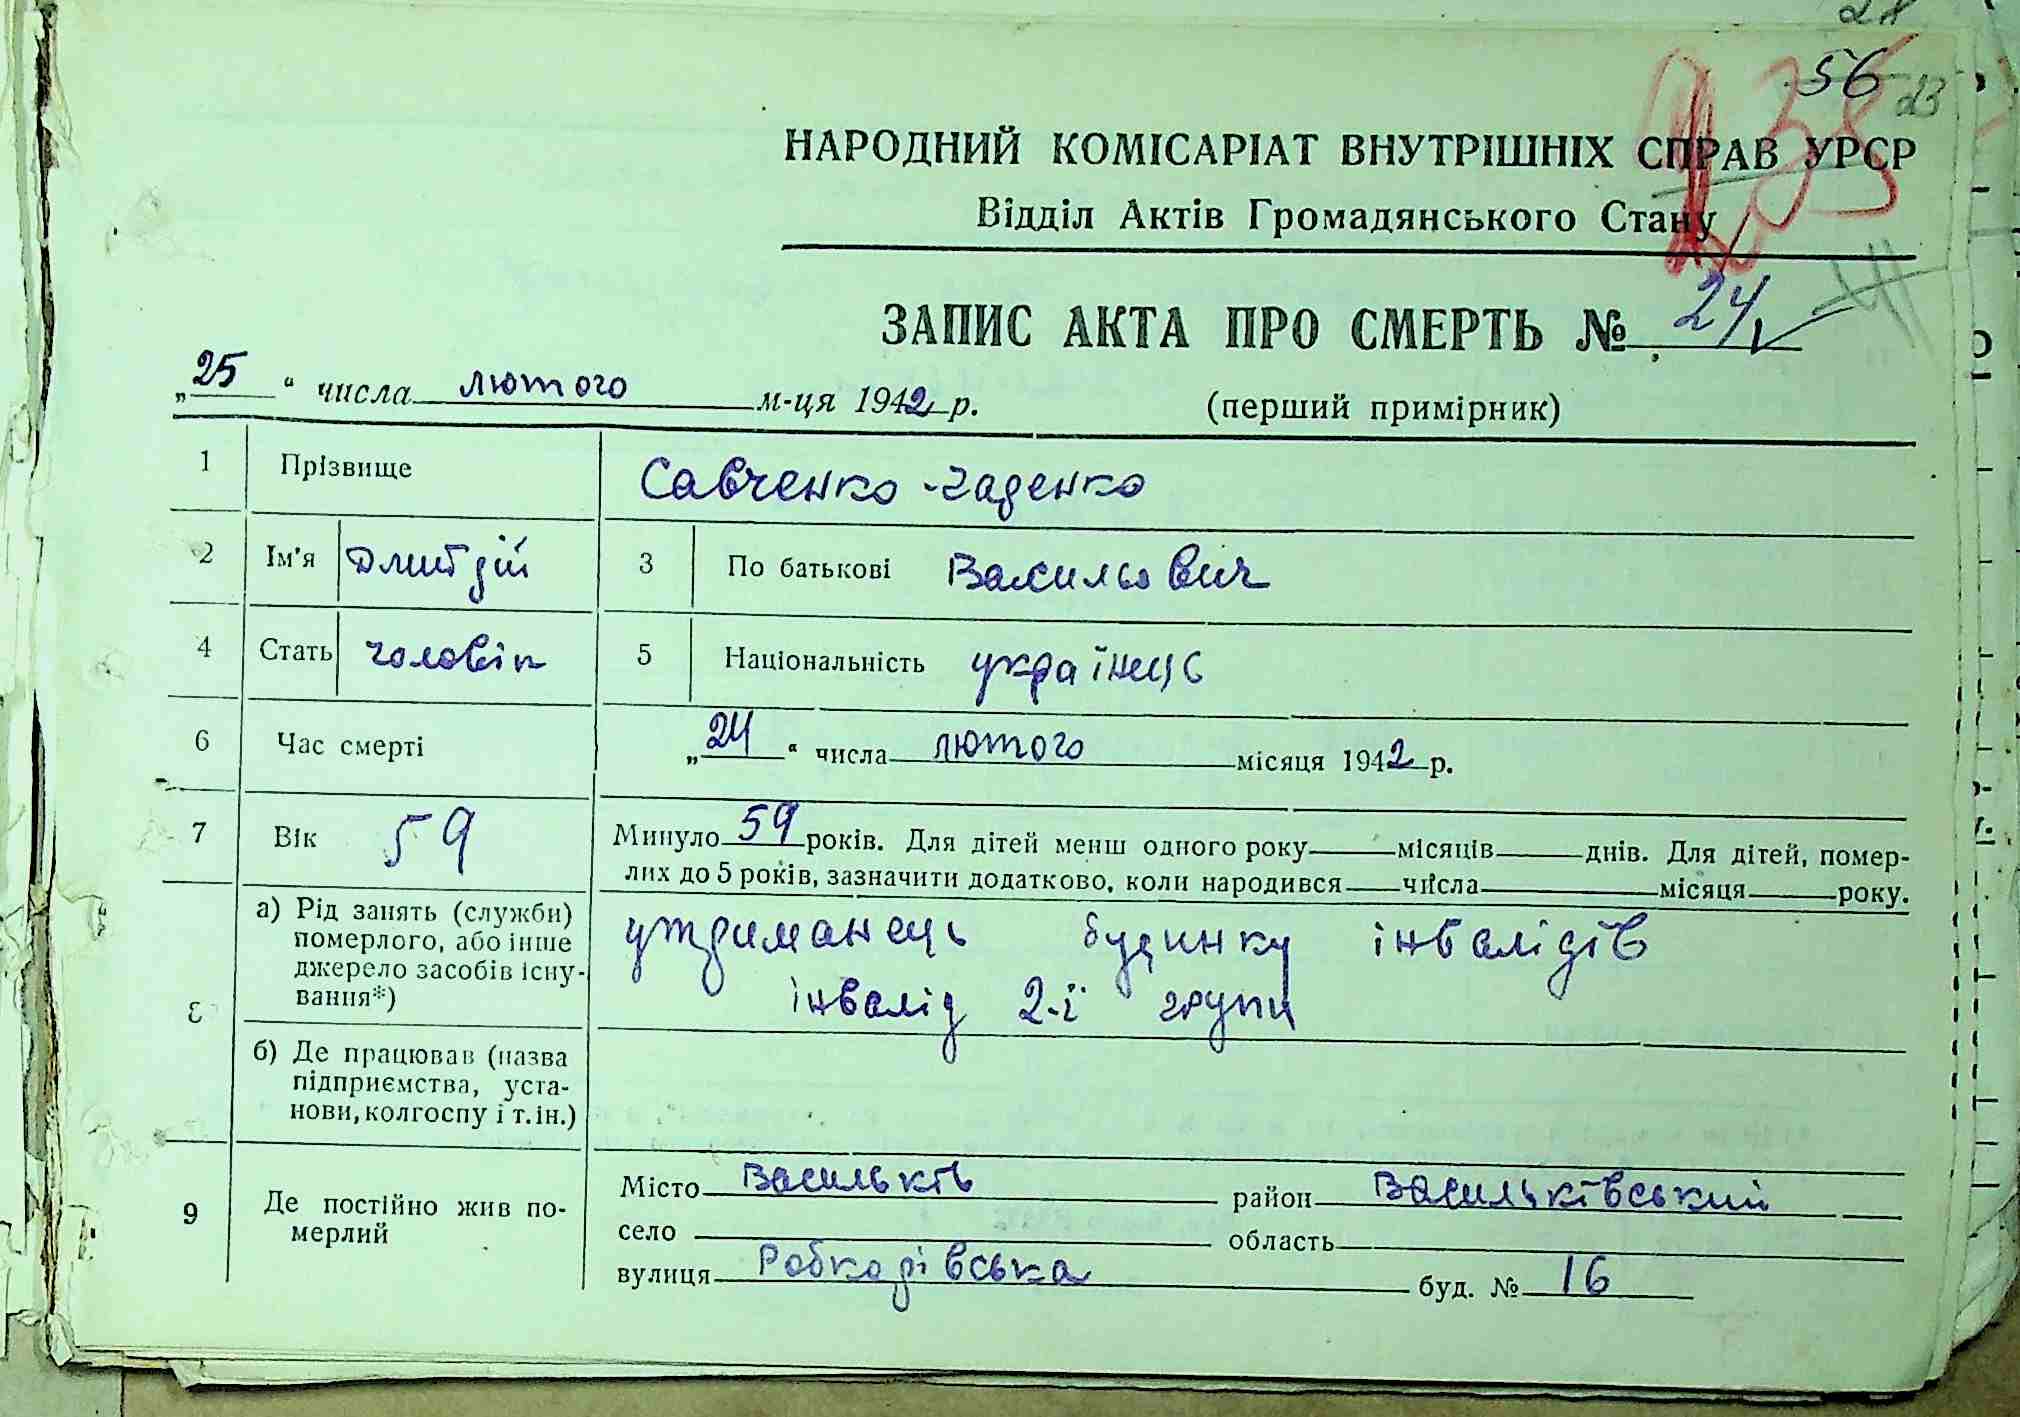 56 23
НАРОДНИЙ КОМІСАРІАТ ВНУТРІШНІХ СПРАВ УРСР
Відділ Актів Громадянського Стану
ЗАПИС АКТА ПРО СМЕРТЬ № 24
„25“ числа лютого м-ця 1942 р. (перший примірник)
1 Прізвище Савченко-Гаденко
2 Ім'я Дмитрій 3 По батькові Васильович
4 Стать чоловік 5 Національність українець
6 Час смерті „24“ числа лютого місяця 1942 р.
7 Вік 59 Минуло 59 років. Для дітей менш одного року місяців днів. Для дітей, помер-
лих до 5 років, зазначити додатково, коли народився числа місяця року.
8 а) Рід занять (служби) померлого, або інше джерело засобів існу-вання*) утриманець будинку інвалідів
інвалід 2-ї групи
б) Де працював (назва
підприємства, уста-
нови, колгоспу і т.ін.)
9 Де постійно жив по-
мерлий
Місто Васильків район Васильківський
село область
вулиця Робкорівська буд. № 16